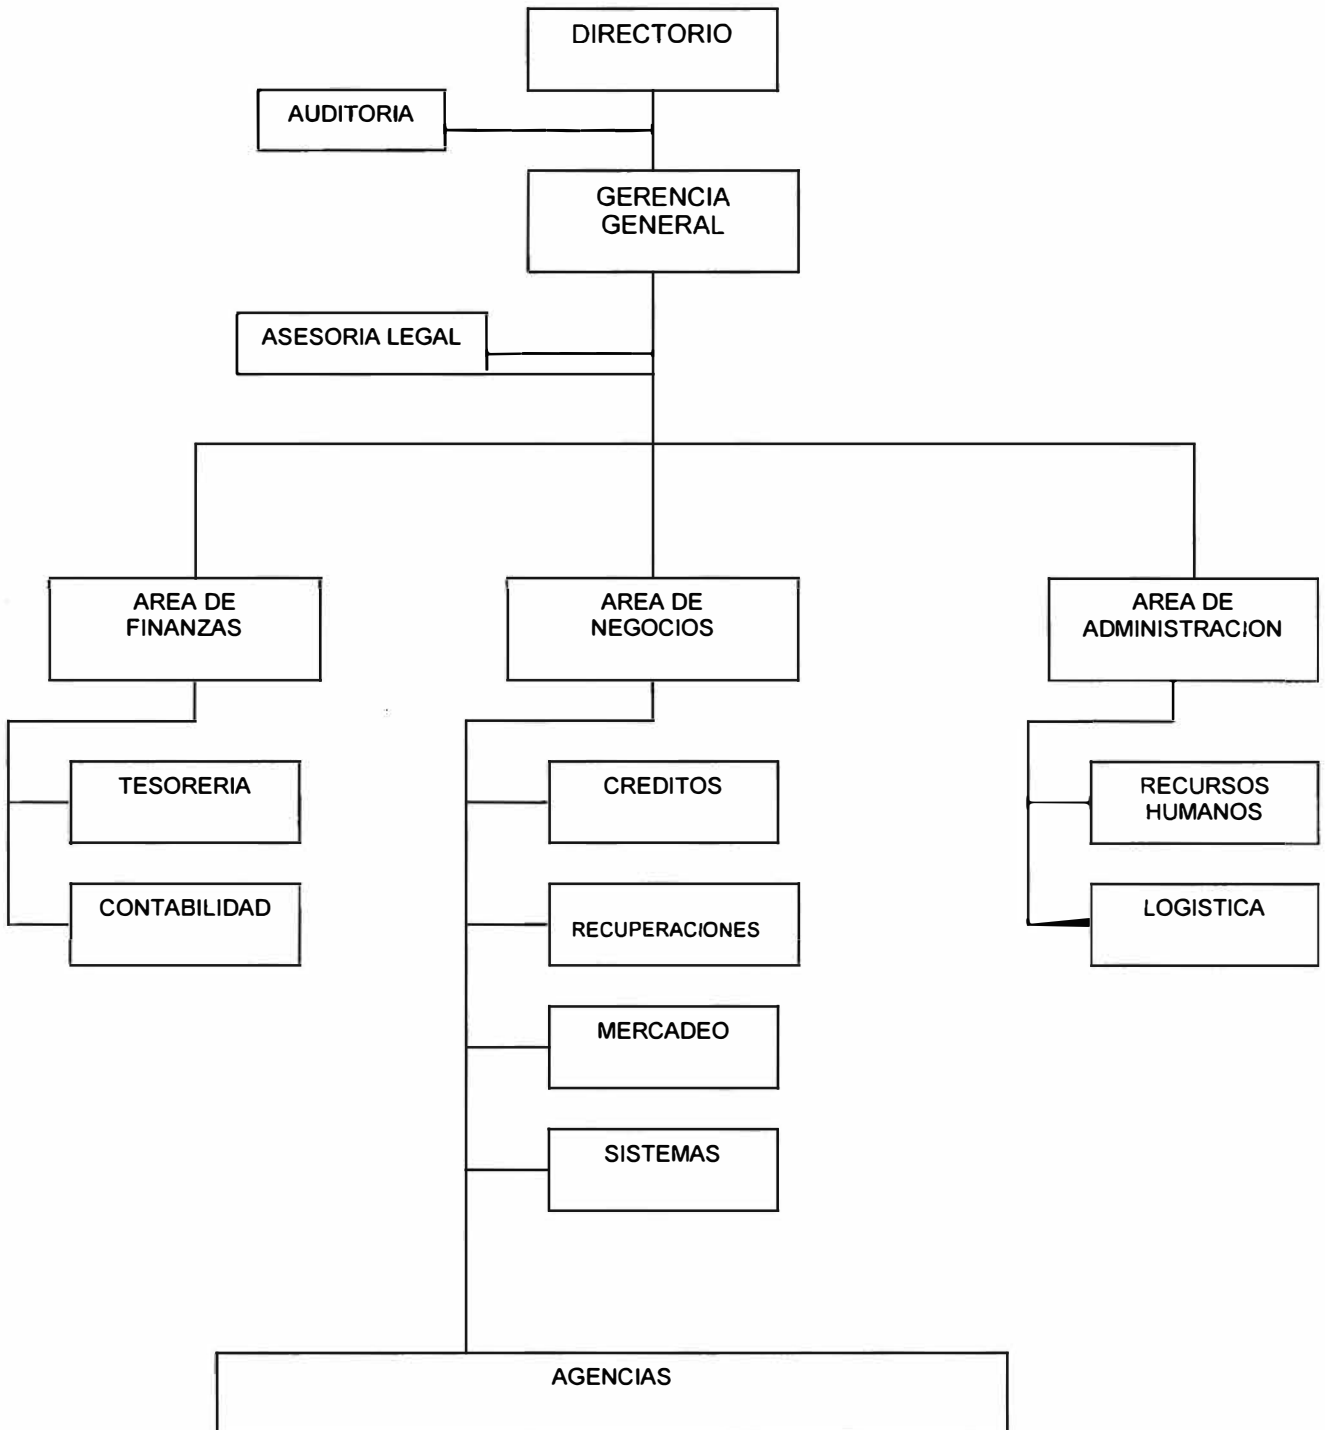 DIRECTORIO
AUDITORIA
GERENCIA
GENERAL
ASESORIA LEGAL
AREA DE
FINANZAS
AREA DE
NEGOCIOS
AREA DE
ADMINISTRACION
TESORERIA
CREDITOS
RECURSOS
HUMANOS
CONTABILIDAD
RECUPERACIONES
LOGISTICA
MERCADEO
SISTEMAS
AGENCIAS